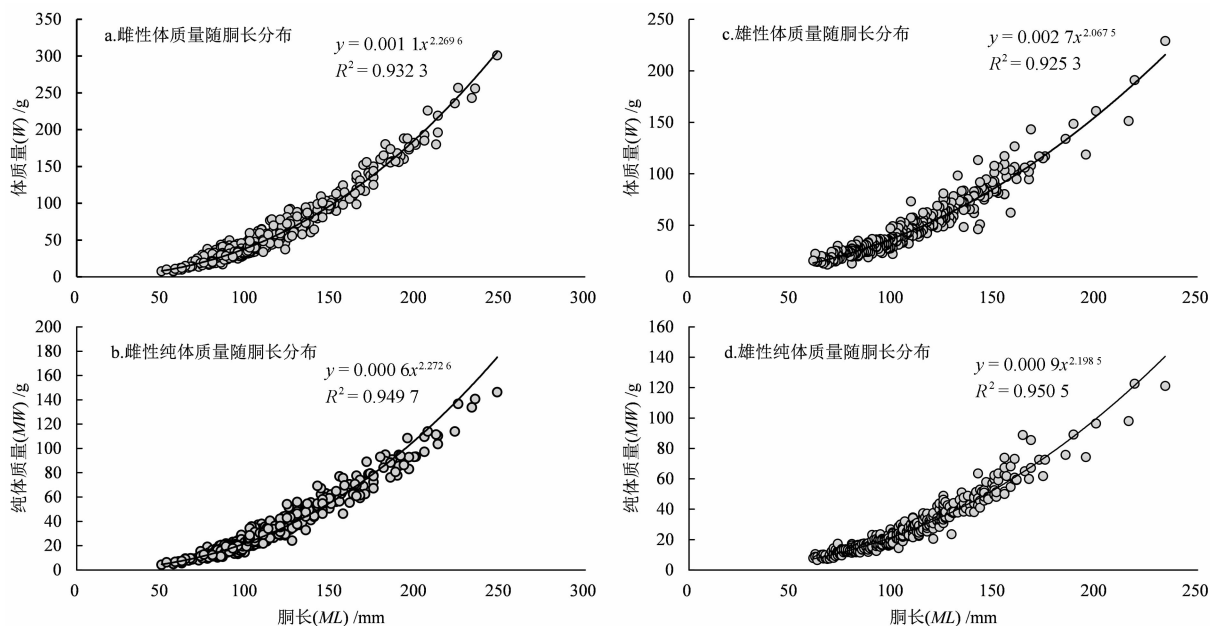 a.雌性体质量随胴长分布
y = 0.001 1x^2.269 6
R² = 0.932 3
体质量(W) /g
350
300
250
200
150
100
50
0
0 50 100 150 200 250 300
b.雌性纯体质量随胴长分布
y = 0.000 6x^2.272 6
R² = 0.949 7
纯体质量(MW) /g
200
180
160
140
120
100
80
60
40
20
0
0 50 100 150 200 250 300
胴长(ML) /mm
c.雄性体质量随胴长分布
y = 0.002 7x^2.067 5
R² = 0.925 3
体质量(W) /g
250
200
150
100
50
0
0 50 100 150 200 250
d.雄性纯体质量随胴长分布
y = 0.000 9x^2.198 5
R² = 0.950 5
纯体质量(MW) /g
160
140
120
100
80
60
40
20
0
0 50 100 150 200 250
胴长(ML) /mm